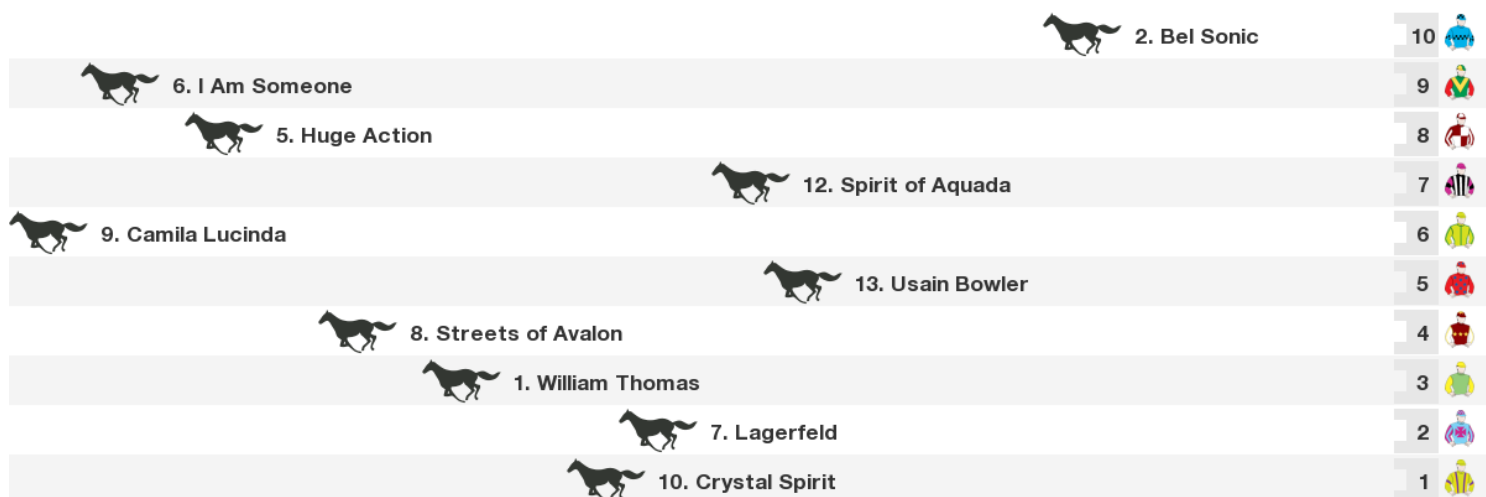 2. Bel Sonic 10
6. I Am Someone 9
5. Huge Action 8
12. Spirit of Aquada 7
9. Camila Lucinda 6
13. Usain Bowler 5
8. Streets of Avalon 4
1. William Thomas 3
7. Lagerfeld 2
10. Crystal Spirit 1